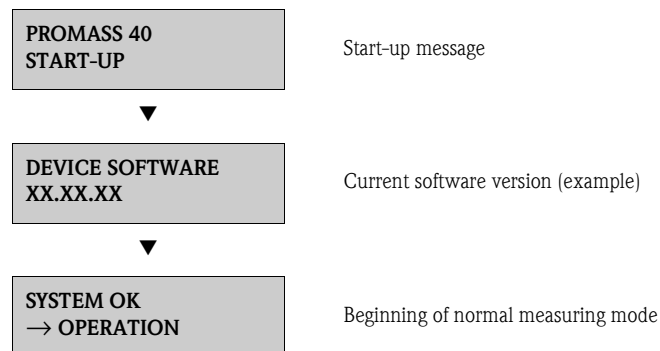 PROMASS 40
START-UP
Start-up message
▼
DEVICE SOFTWARE
XX.XX.XX
Current software version (example)
▼
SYSTEM OK
→ OPERATION
Beginning of normal measuring mode